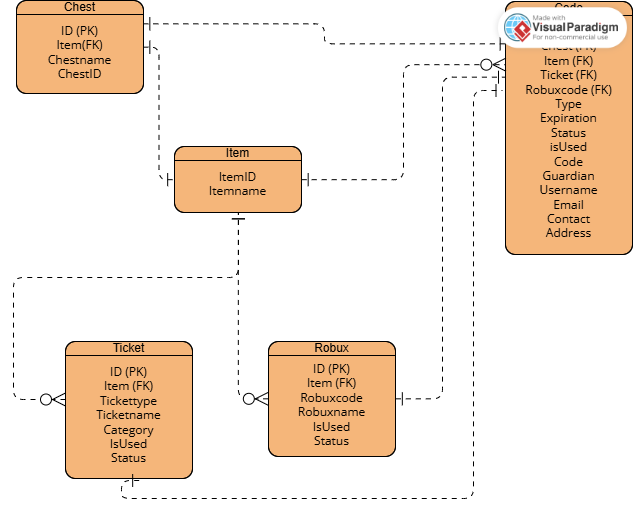 Chest
ID (PK)
Item(FK)
Chestname
ChestID
Code
Made with
Visual Paradigm
For non-commercial use
Chest (FK)
Item (FK)
Ticket (FK)
Robuxcode (FK)
Type
Expiration
Status
isUsed
Code
Guardian
Username
Email
Contact
Address
Item
ItemID
Itemname
Ticket
ID (PK)
Item (FK)
Tickettype
Ticketname
Category
IsUsed
Status
Robux
ID (PK)
Item (FK)
Robuxcode
Robuxname
IsUsed
Status